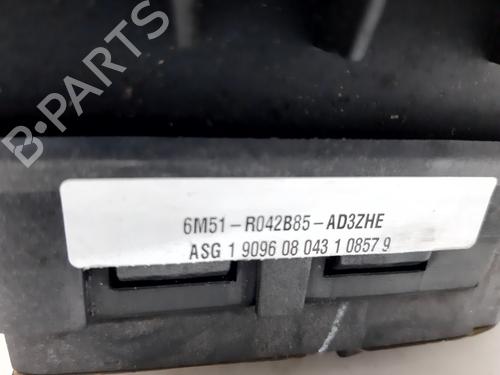 B-PARTS
6M51-R042B85-AD3ZHE
ASG 1 9096 08 043 1 0857 9